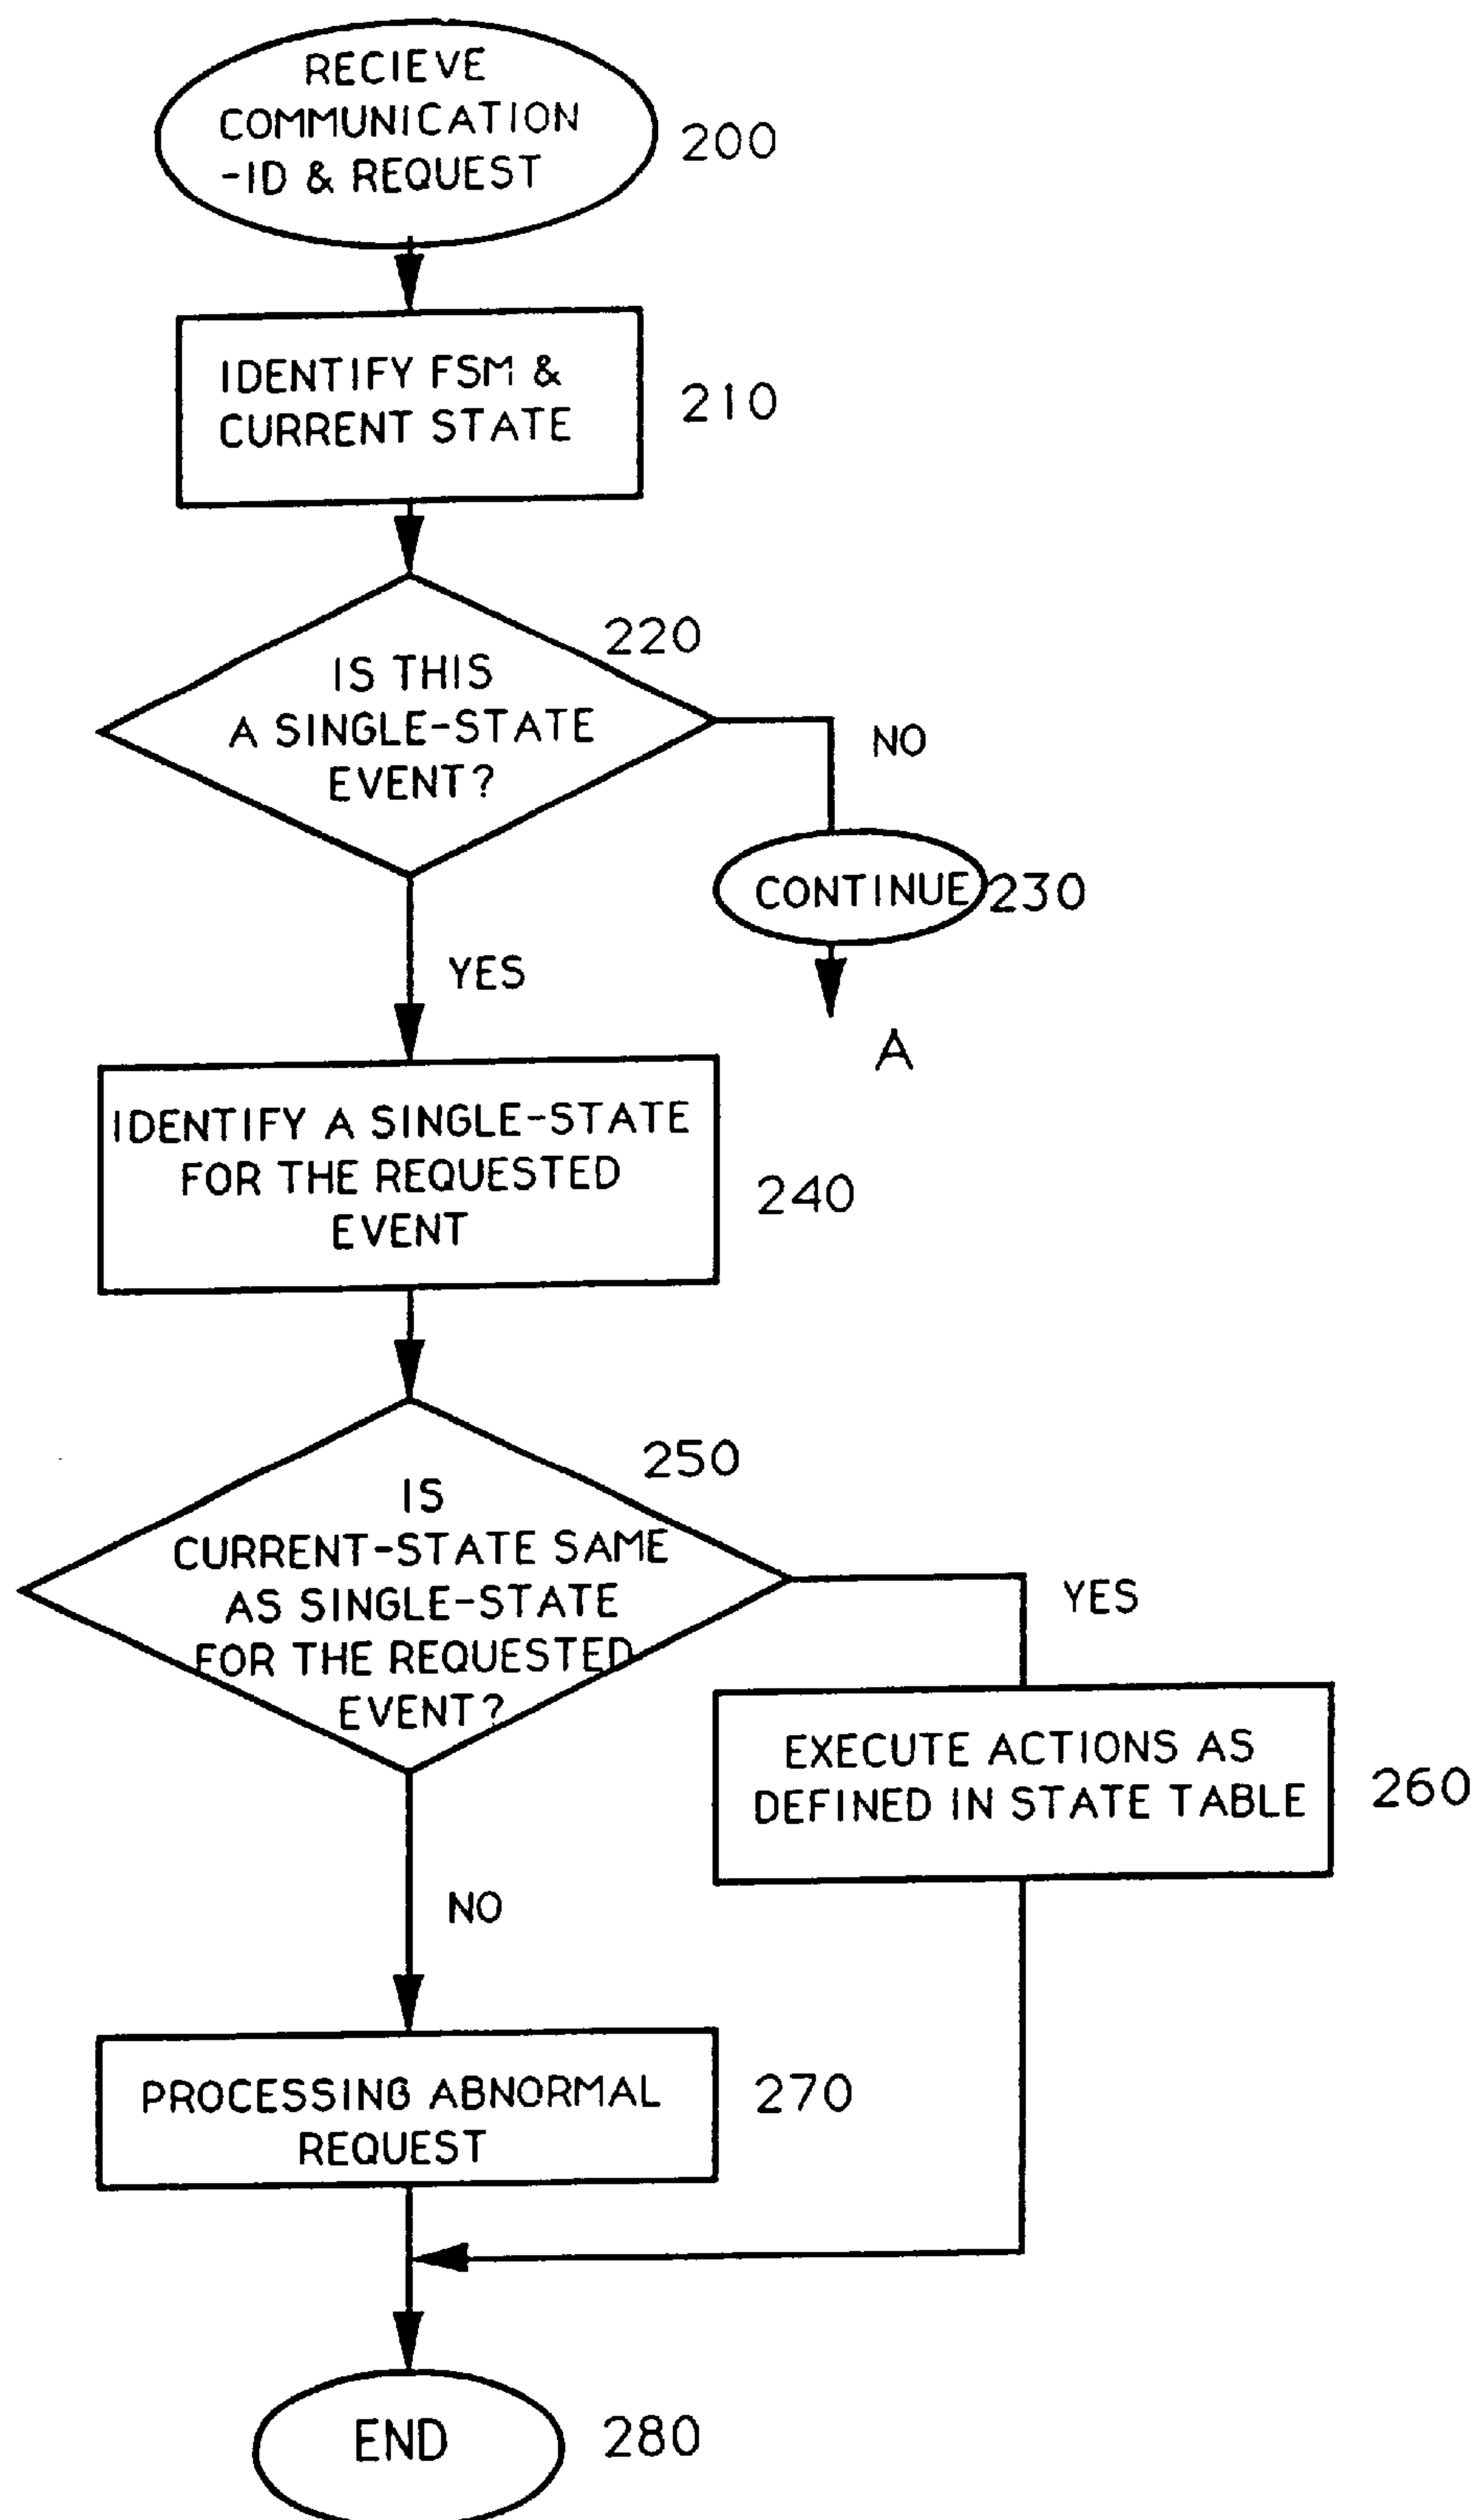 RECIEVE
COMMUNICATION
-ID & REQUEST
200
IDENTIFY FSM &
CURRENT STATE
210
220
IS THIS
A SINGLE-STATE
EVENT?
NO
CONTINUE
230
A
YES
IDENTIFY A SINGLE-STATE
FOR THE REQUESTED
EVENT
240
250
IS
CURRENT-STATE SAME
AS SINGLE-STATE
FOR THE REQUESTED
EVENT?
YES
EXECUTE ACTIONS AS
DEFINED IN STATE TABLE
260
NO
PROCESSING ABNORMAL
REQUEST
270
END
280